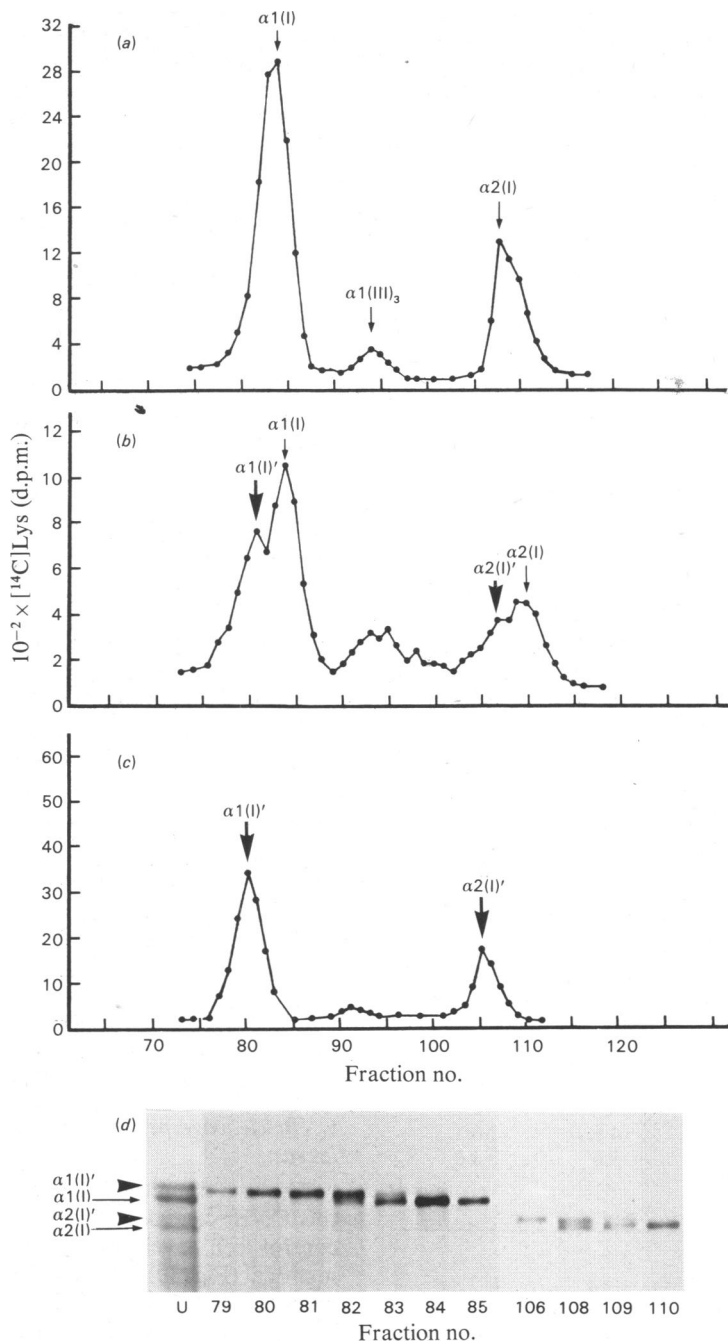 α1(I)
32
(a)
28
24
20
16
12
8
4
0
α2(I)
α1(III)₃
10⁻² × [¹⁴C]Lys (d.p.m.)
α1(I)
12
(b)
α1(I)′
10
8
6
4
2
0
α2(I)′
α2(I)
60
(c)
50
40
30
20
10
0
α1(I)′
α2(I)′
70 80 90 100 110 120
Fraction no.
(d)
α1(I)′
α1(I)
α2(I)′
α2(I)
U 79 80 81 82 83 84 85 106 108 109 110
Fraction no.